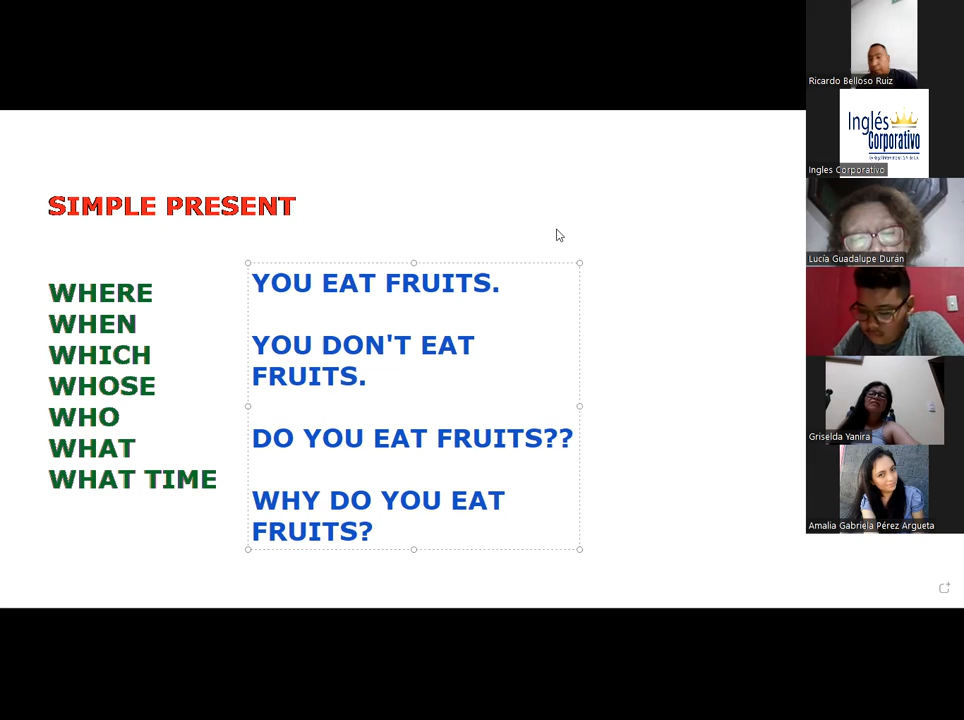 SIMPLE PRESENT
WHERE
WHEN
WHICH
WHOSE
WHO
WHAT
WHAT TIME
YOU EAT FRUITS.
YOU DON'T EAT
FRUITS.
DO YOU EAT FRUITS??
WHY DO YOU EAT
FRUITS?
Ricardo Belloso Ruiz
Inglés
Corporativo
Ingles Corporativo
Lucía Guadalupe Durán
Griselda Yanira
Amalia Gabriela Pérez Argueta